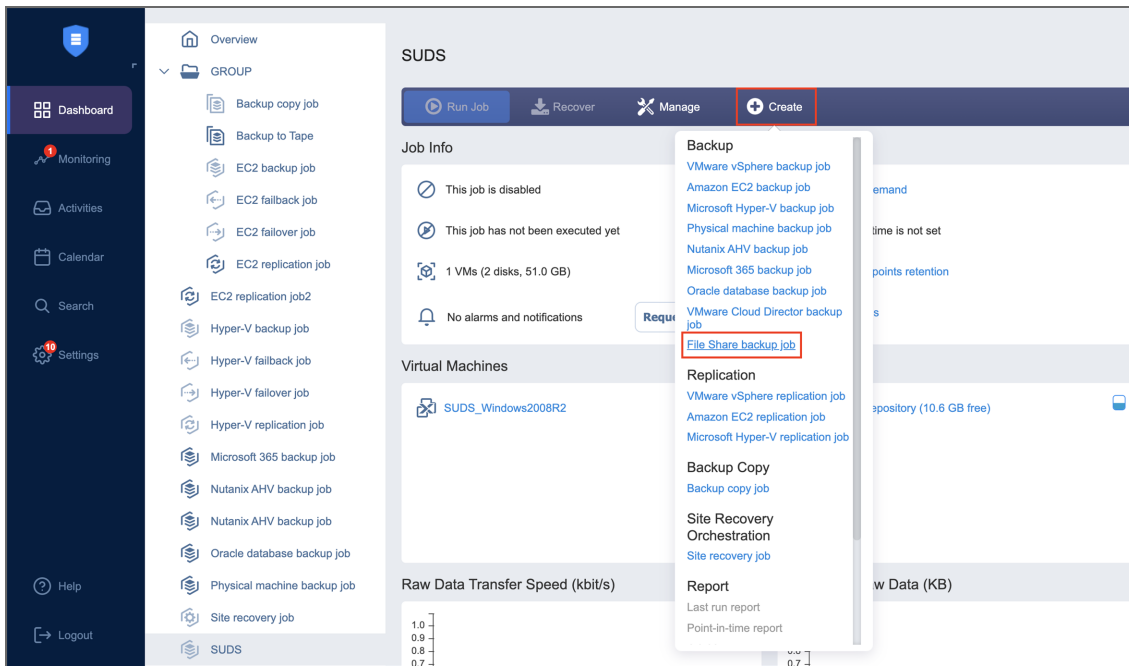 Overview
GROUP
Backup copy job
Backup to Tape
EC2 backup job
EC2 failback job
EC2 failover job
EC2 replication job
EC2 replication job2
Hyper-V backup job
Hyper-V failback job
Hyper-V failover job
Hyper-V replication job
Microsoft 365 backup job
Nutanix AHV backup job
Nutanix AHV backup job
Oracle database backup job
Physical machine backup job
Site recovery job
SUDS
Dashboard
1
Monitoring
Activities
Calendar
Search
10
Settings
Help
Logout
SUDS
Run Job
Recover
Manage
Create
Job Info
This job is disabled
This job has not been executed yet
1 VMs (2 disks, 51.0 GB)
No alarms and notifications
Requ
emand
time is not set
points retention
s
Virtual Machines
SUDS_Windows2008R2
epository (10.6 GB free)
Raw Data Transfer Speed (kbit/s)
1.0
0.9
0.8
0.7
w Data (KB)
0.7
Backup
VMware vSphere backup job
Amazon EC2 backup job
Microsoft Hyper-V backup job
Physical machine backup job
Nutanix AHV backup job
Microsoft 365 backup job
Oracle database backup job
VMware Cloud Director backup
job
File Share backup job
Replication
VMware vSphere replication job
Amazon EC2 replication job
Microsoft Hyper-V replication job
Backup Copy
Backup copy job
Site Recovery
Orchestration
Site recovery job
Report
Last run report
Point-in-time report